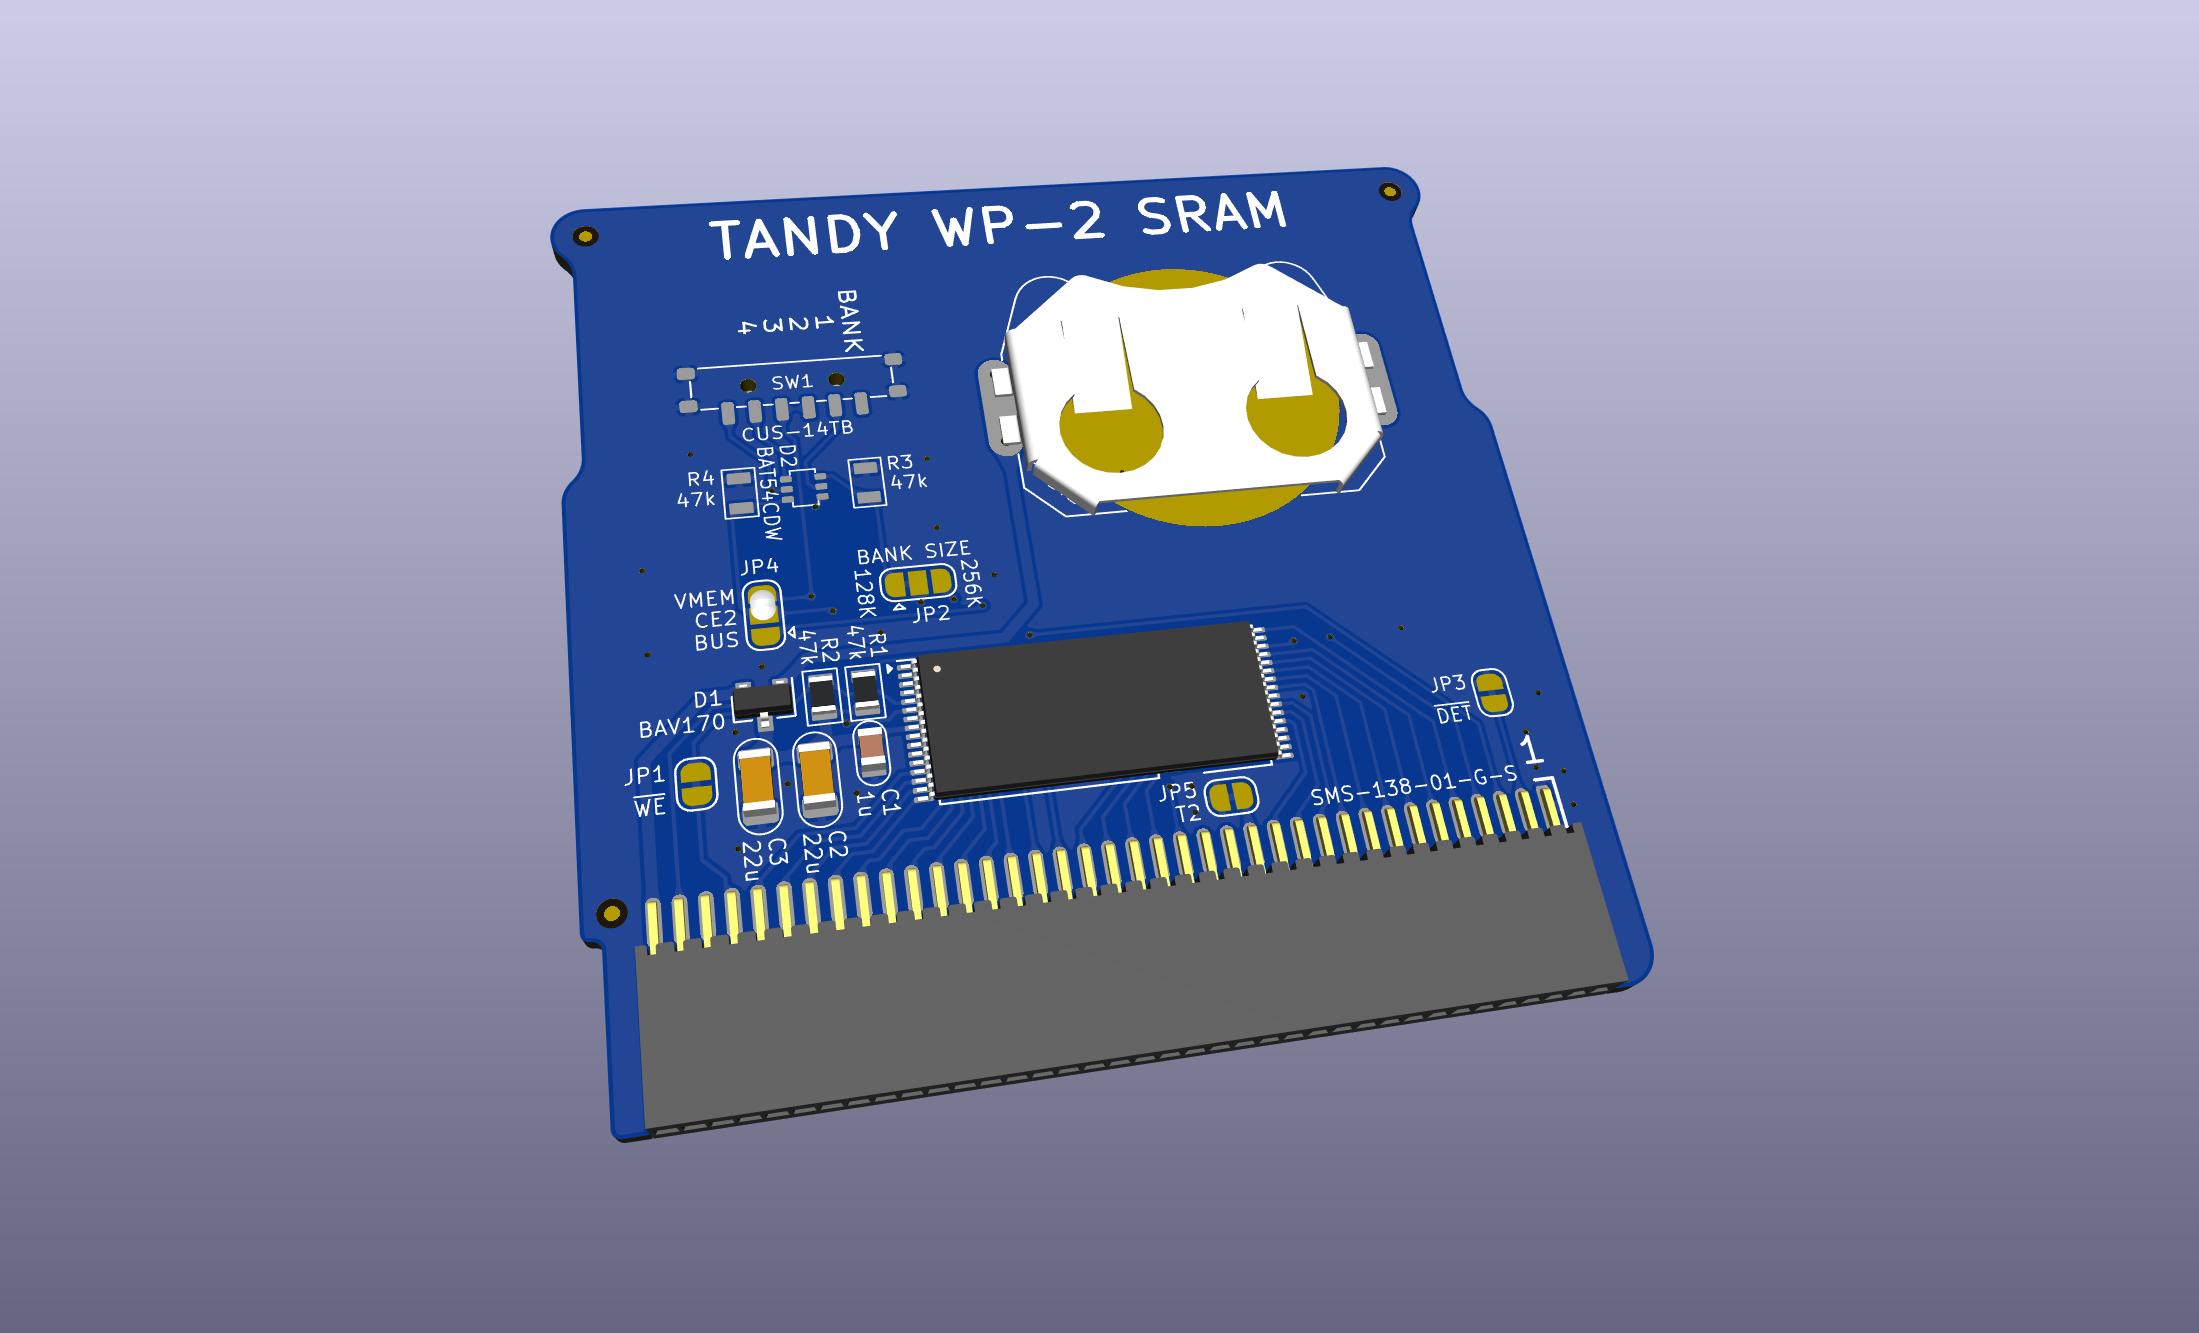 TANDY WP-2 SRAM
BANK
1
2
3
4
SW1
CUS-14TB
D2
BAT54CDW
R4
47k
R3
47k
JP4
VMEM
CE2
BUS
BANK SIZE
128K
256K
JP2
R2
47k
R1
47k
D1
BAV170
JP1
WE
C3
22u
C2
22u
C1
1u
JP5
T2
JP3
DET
1
SMS-138-01-G-S